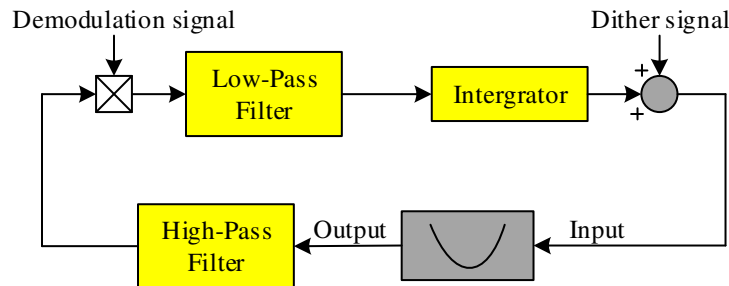 Demodulation signal
Dither signal
Low-Pass
Filter
Intergrator
+
+
High-Pass
Filter
Output
Input